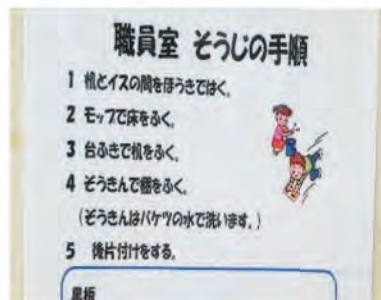 職員室 そうじの手順
1 机とイスの間をほうきではく。
2 モップで床をふく。
3 台ふきで机をふく。
4 ぞうきんで棚をふく。
(ぞうきんはバケツの水で洗います。)
5 後片付けをする。
黒板